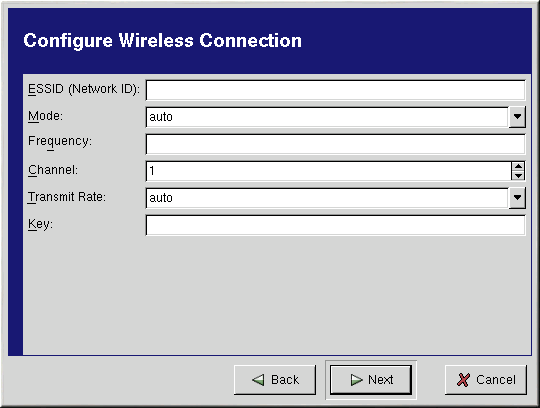 Configure Wireless Connection
ESSID (Network ID):
Mode: auto
Frequency:
Channel: 1
Transmit Rate: auto
Key:
Back Next Cancel